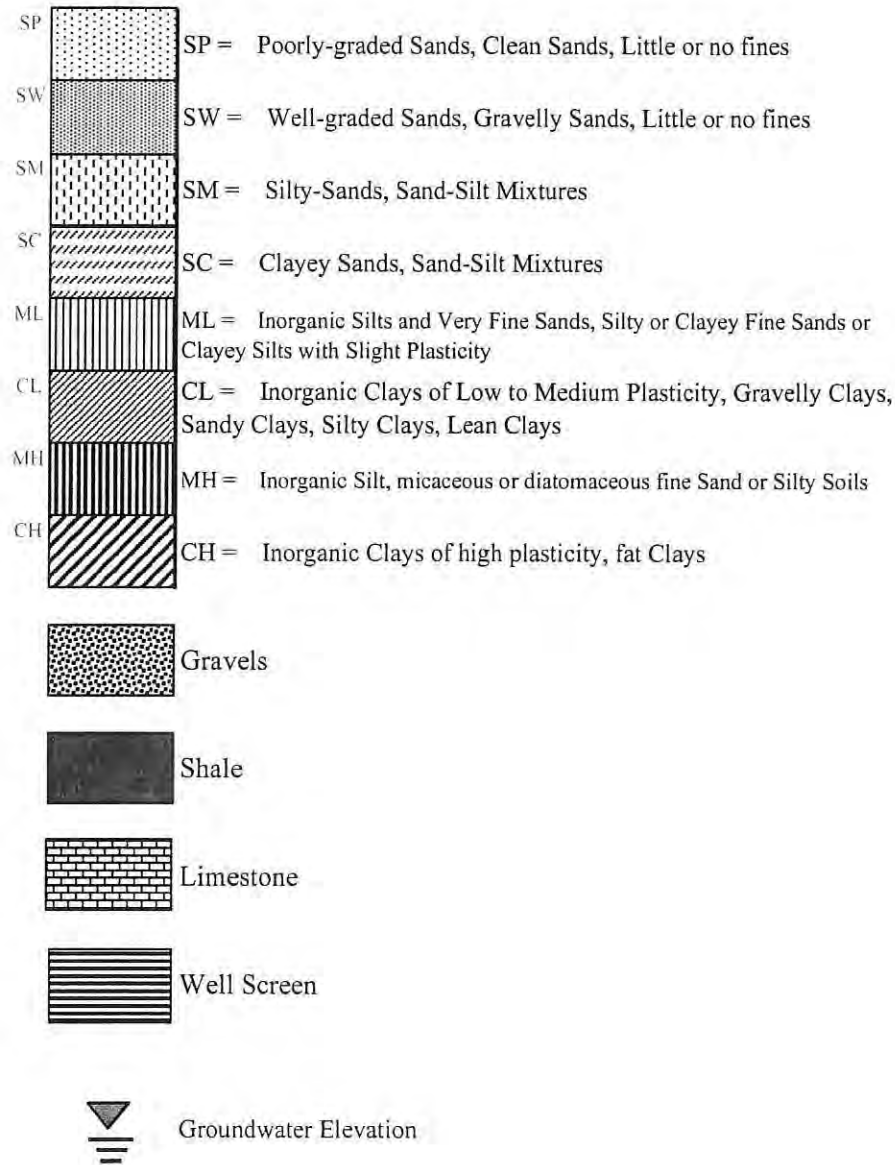 SP
SP = Poorly-graded Sands, Clean Sands, Little or no fines
SW
SW = Well-graded Sands, Gravelly Sands, Little or no fines
SM
SM = Silty-Sands, Sand-Silt Mixtures
SC
SC = Clayey Sands, Sand-Silt Mixtures
ML
ML = Inorganic Silts and Very Fine Sands, Silty or Clayey Fine Sands or
Clayey Silts with Slight Plasticity
CL
CL = Inorganic Clays of Low to Medium Plasticity, Gravelly Clays,
Sandy Clays, Silty Clays, Lean Clays
MH
MH = Inorganic Silt, micaceous or diatomaceous fine Sand or Silty Soils
CH
CH = Inorganic Clays of high plasticity, fat Clays
Gravels
Shale
Limestone
Well Screen
Groundwater Elevation